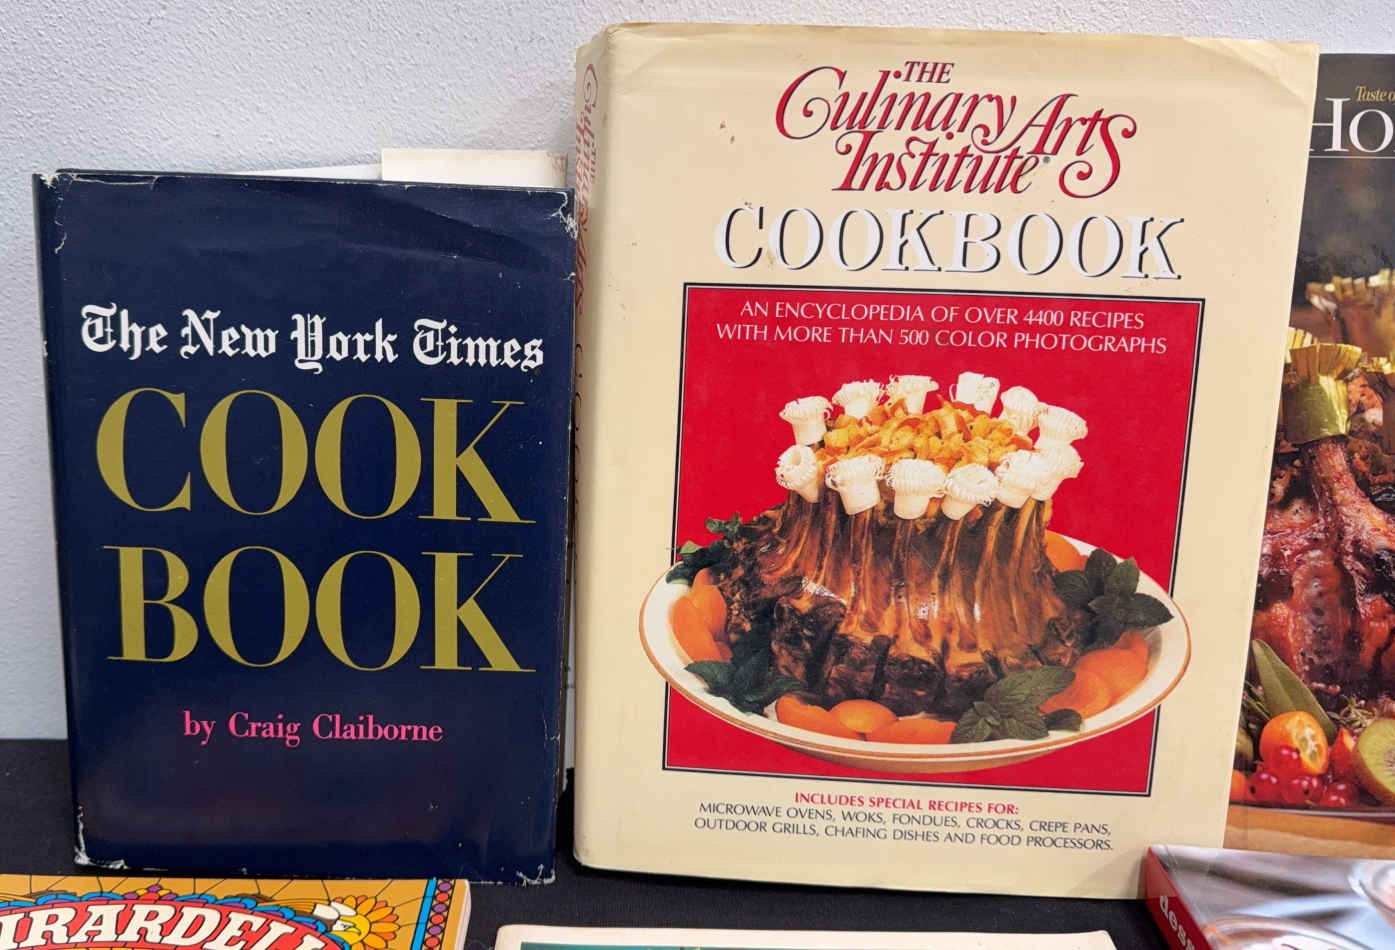 The New York Times
COOK
BOOK
by Craig Claiborne
THE
Culinary Arts
Institute®
COOKBOOK
AN ENCYCLOPEDIA OF OVER 4400 RECIPES
WITH MORE THAN 500 COLOR PHOTOGRAPHS
INCLUDES SPECIAL RECIPES FOR:
MICROWAVE OVENS, WOKS, FONDUES, CROCKS, CREPE PANS,
OUTDOOR GRILLS, CHAFING DISHES AND FOOD PROCESSORS.
Taste